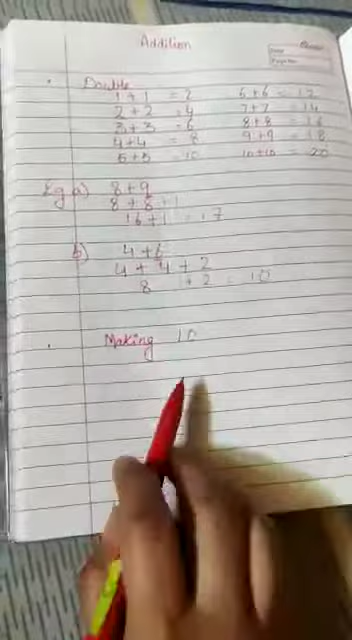 Addition
Date
Double
1 + 1 = 2 6+6 = 12
2 + 2 = 4 7+7 = 14
3 + 3 = 6 8+8 = 16
4+4 = 8 9+9 = 18
5+5 = 10 10+10 = 20
Eg a) 8+9
8 + 8 + 1
16 + 1 = 17
b) 4+6
4 + 4 + 2
8 + 2 = 10
Making 10